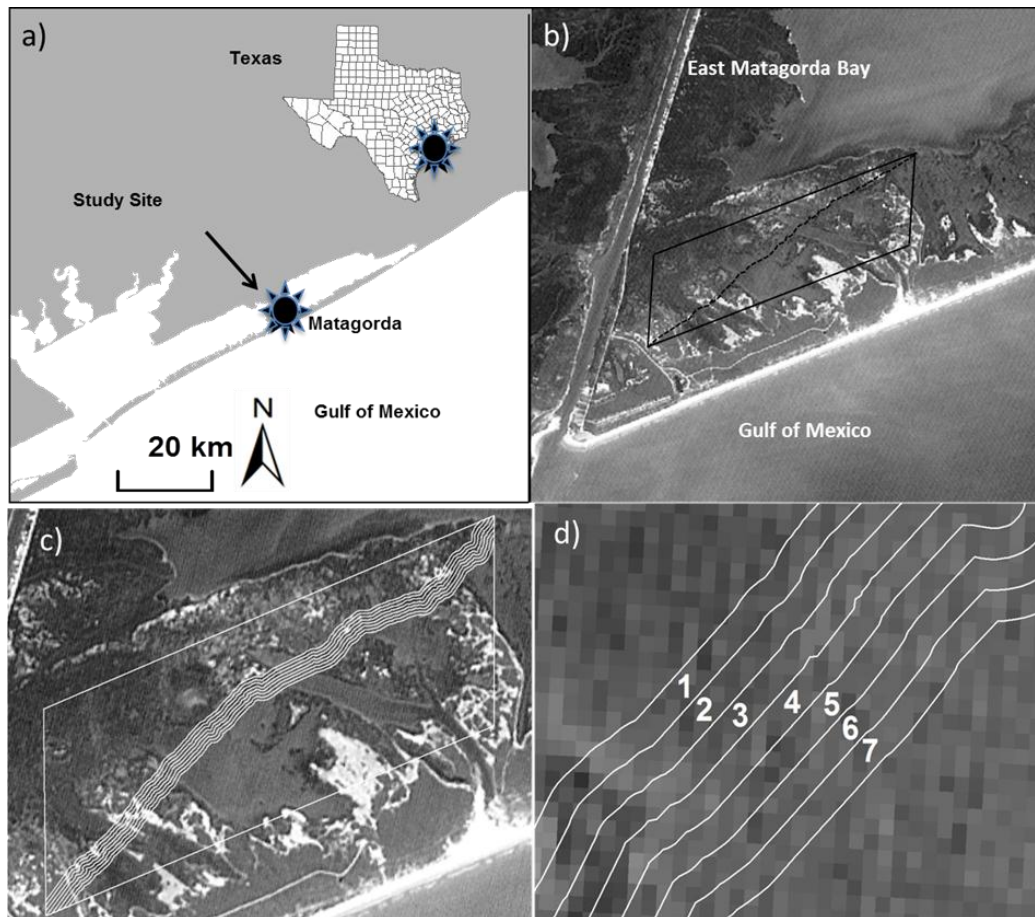 a)
Texas
Study Site
Matagorda
Gulf of Mexico
N
20 km
b)
East Matagorda Bay
Gulf of Mexico
c)
d)
1
2
3
4
5
6
7